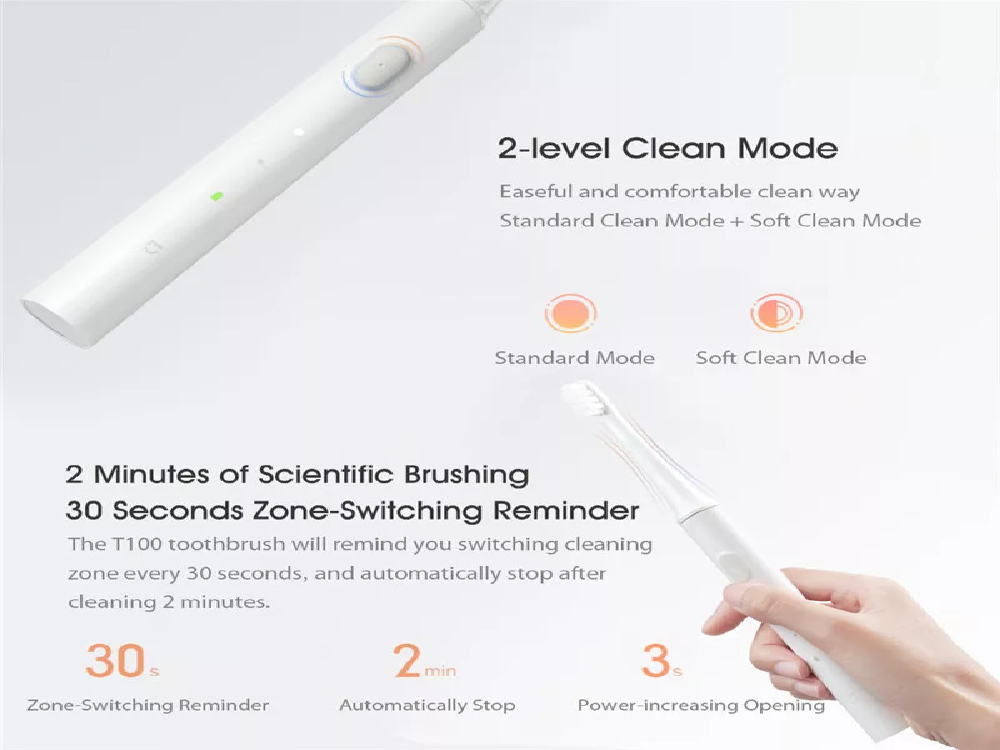 2-level Clean Mode
Easeful and comfortable clean way
Standard Clean Mode + Soft Clean Mode
Standard Mode
Soft Clean Mode
2 Minutes of Scientific Brushing
30 Seconds Zone-Switching Reminder
The T100 toothbrush will remind you switching cleaning
zone every 30 seconds, and automatically stop after
cleaning 2 minutes.
30s
2min
3s
Zone-Switching Reminder
Automatically Stop
Power-increasing Opening